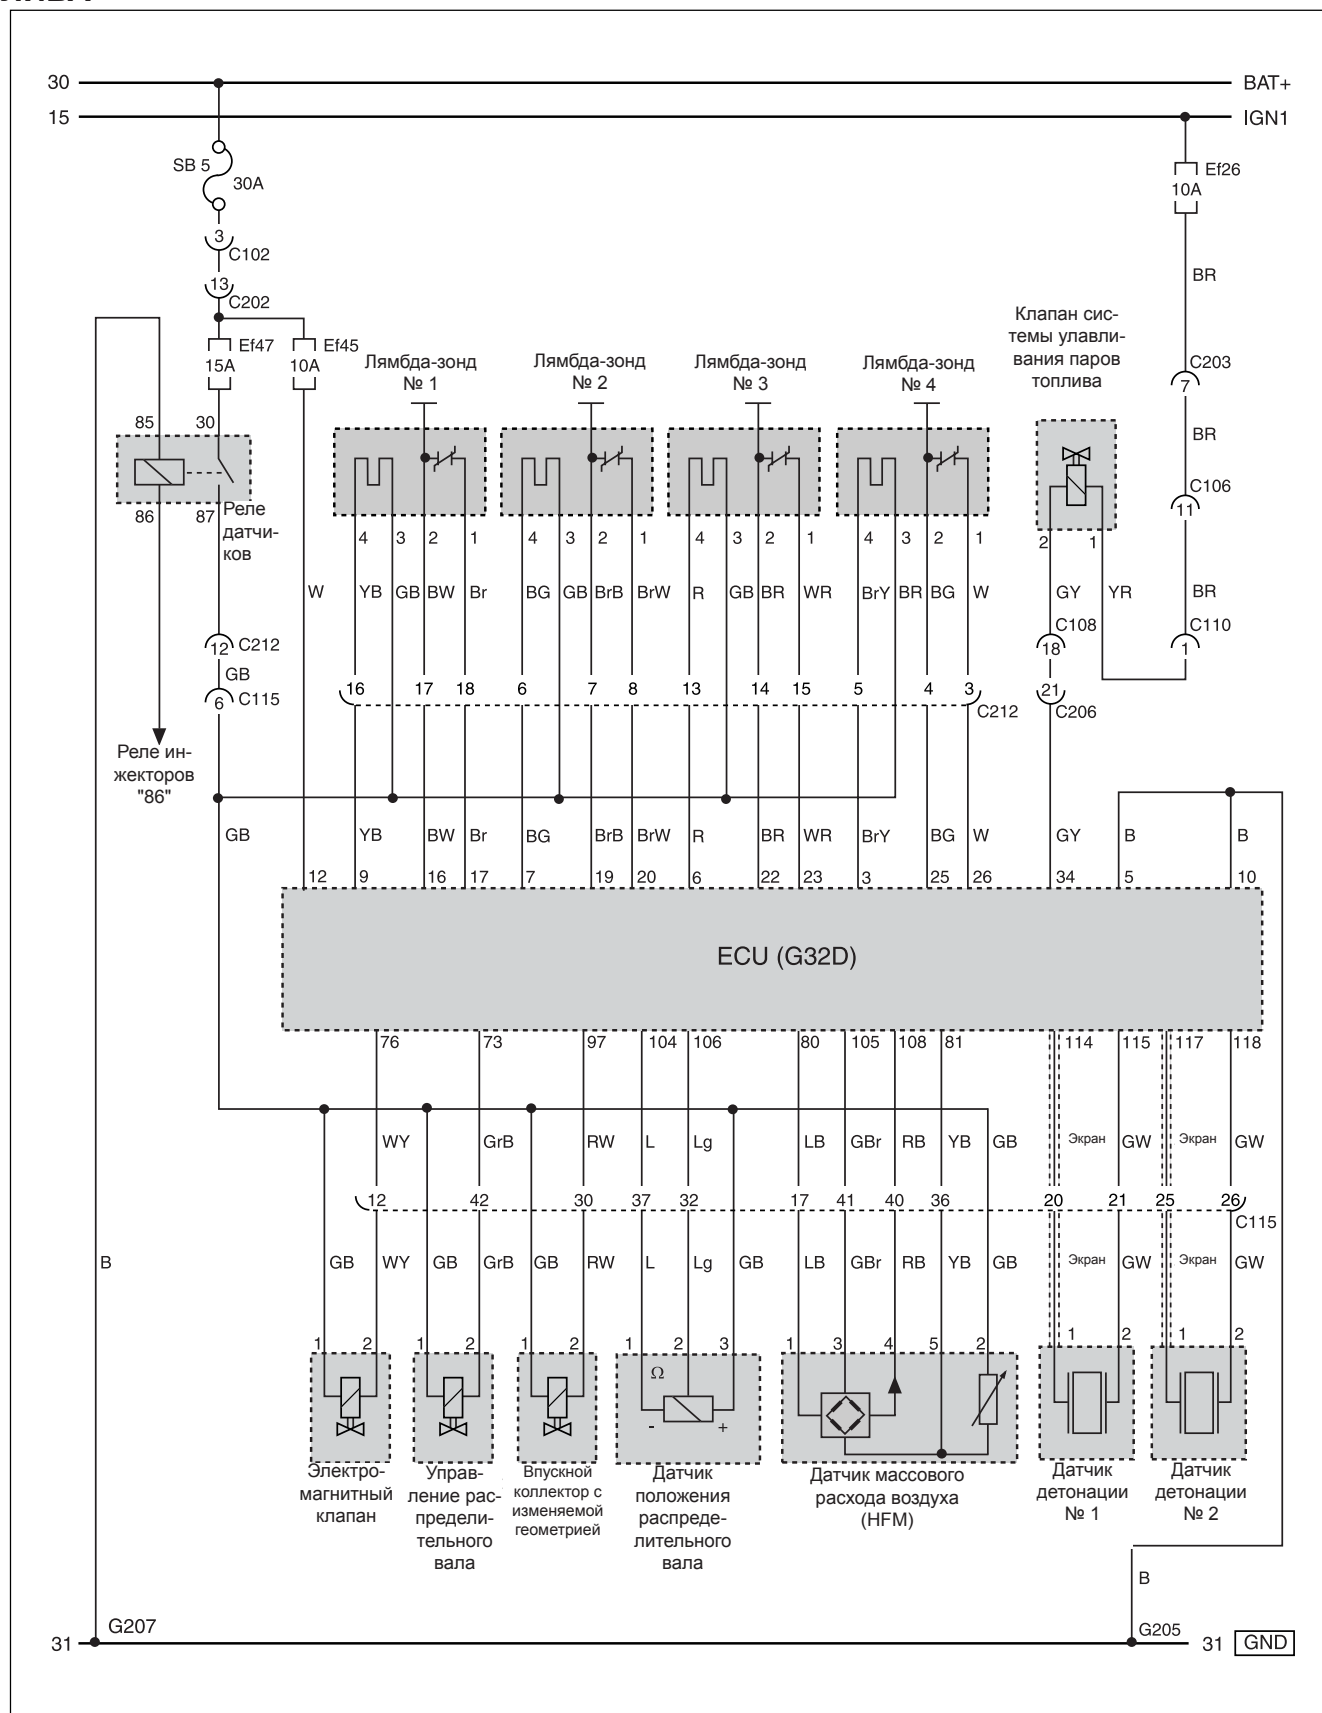 30 BAT+
15 IGN1
SB 5
30A
Ef26
10A
3
C102
13
C202
BR
Ef47
15A
Ef45
10A
Лямбда-зонд
№ 1
Лямбда-зонд
№ 2
Лямбда-зонд
№ 3
Лямбда-зонд
№ 4
Клапан сис-
темы улавли-
вания паров
топлива
C203
7
85 30
BR
86 87
Реле
датчи-
ков
C106
11
4 3 2 1 4 3 2 1 4 3 2 1 4 3 2 1 2 1
W YB GB BW Br BG GB BrB BrW R GB BR WR BrY BR BG W GY YR BR
12 C212
C108
18
C110
1
GB
6 C115
16 17 18 6 7 8 13 14 15 5 4 3
C212
21
C206
Реле ин-
жекторов
"86"
GB YB BW Br BG BrB BrW R BR WR BrY BG W GY B B
12 9 16 17 7 19 20 6 22 23 3 25 26 34 5 10
ECU (G32D)
76 73 97 104 106 80 105 108 81 114 115 117 118
WY GrB RW L Lg LB GBr RB YB GB Экран GW Экран GW
12 42 30 37 32 17 41 40 36 20 21 25 26
C115
B GB WY GB GrB GB RW L Lg GB LB GBr RB YB GB Экран GW Экран GW
1 2 1 2 1 2 1 2 3 1 3 4 5 2 1 2 1 2
Ω
- +
Электро-
магнитный
клапан
Управ-
ление рас-
предели-
тельного
вала
Впускной
коллектор с
изменяемой
геометрией
Датчик
положения
распреде-
лительного
вала
Датчик массового
расхода воздуха
(HFM)
Датчик
детонации
№ 1
Датчик
детонации
№ 2
B
G207 G205
31 31 GND